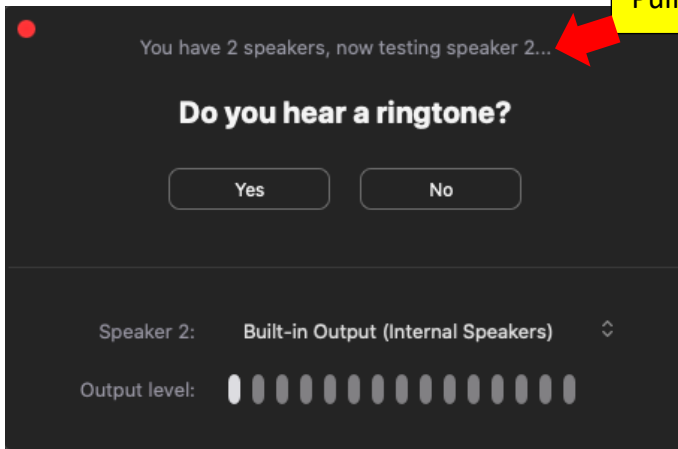 You have 2 speakers, now testing speaker 2...
Do you hear a ringtone?
Yes No
Speaker 2: Built-in Output (Internal Speakers)
Output level: